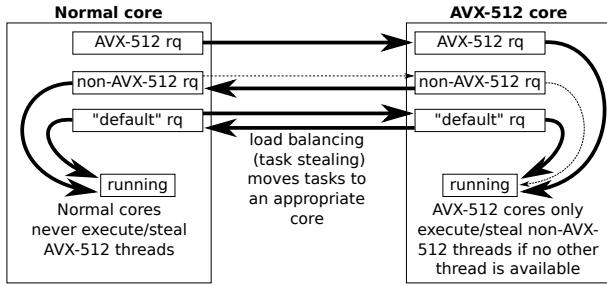 Normal core
AVX-512 core
AVX-512 rq
AVX-512 rq
non-AVX-512 rq
non-AVX-512 rq
"default" rq
"default" rq
load balancing
(task stealing)
moves tasks to
an appropriate
core
running
running
Normal cores
never execute/steal
AVX-512 threads
AVX-512 cores only
execute/steal non-AVX-
512 threads if no other
thread is available